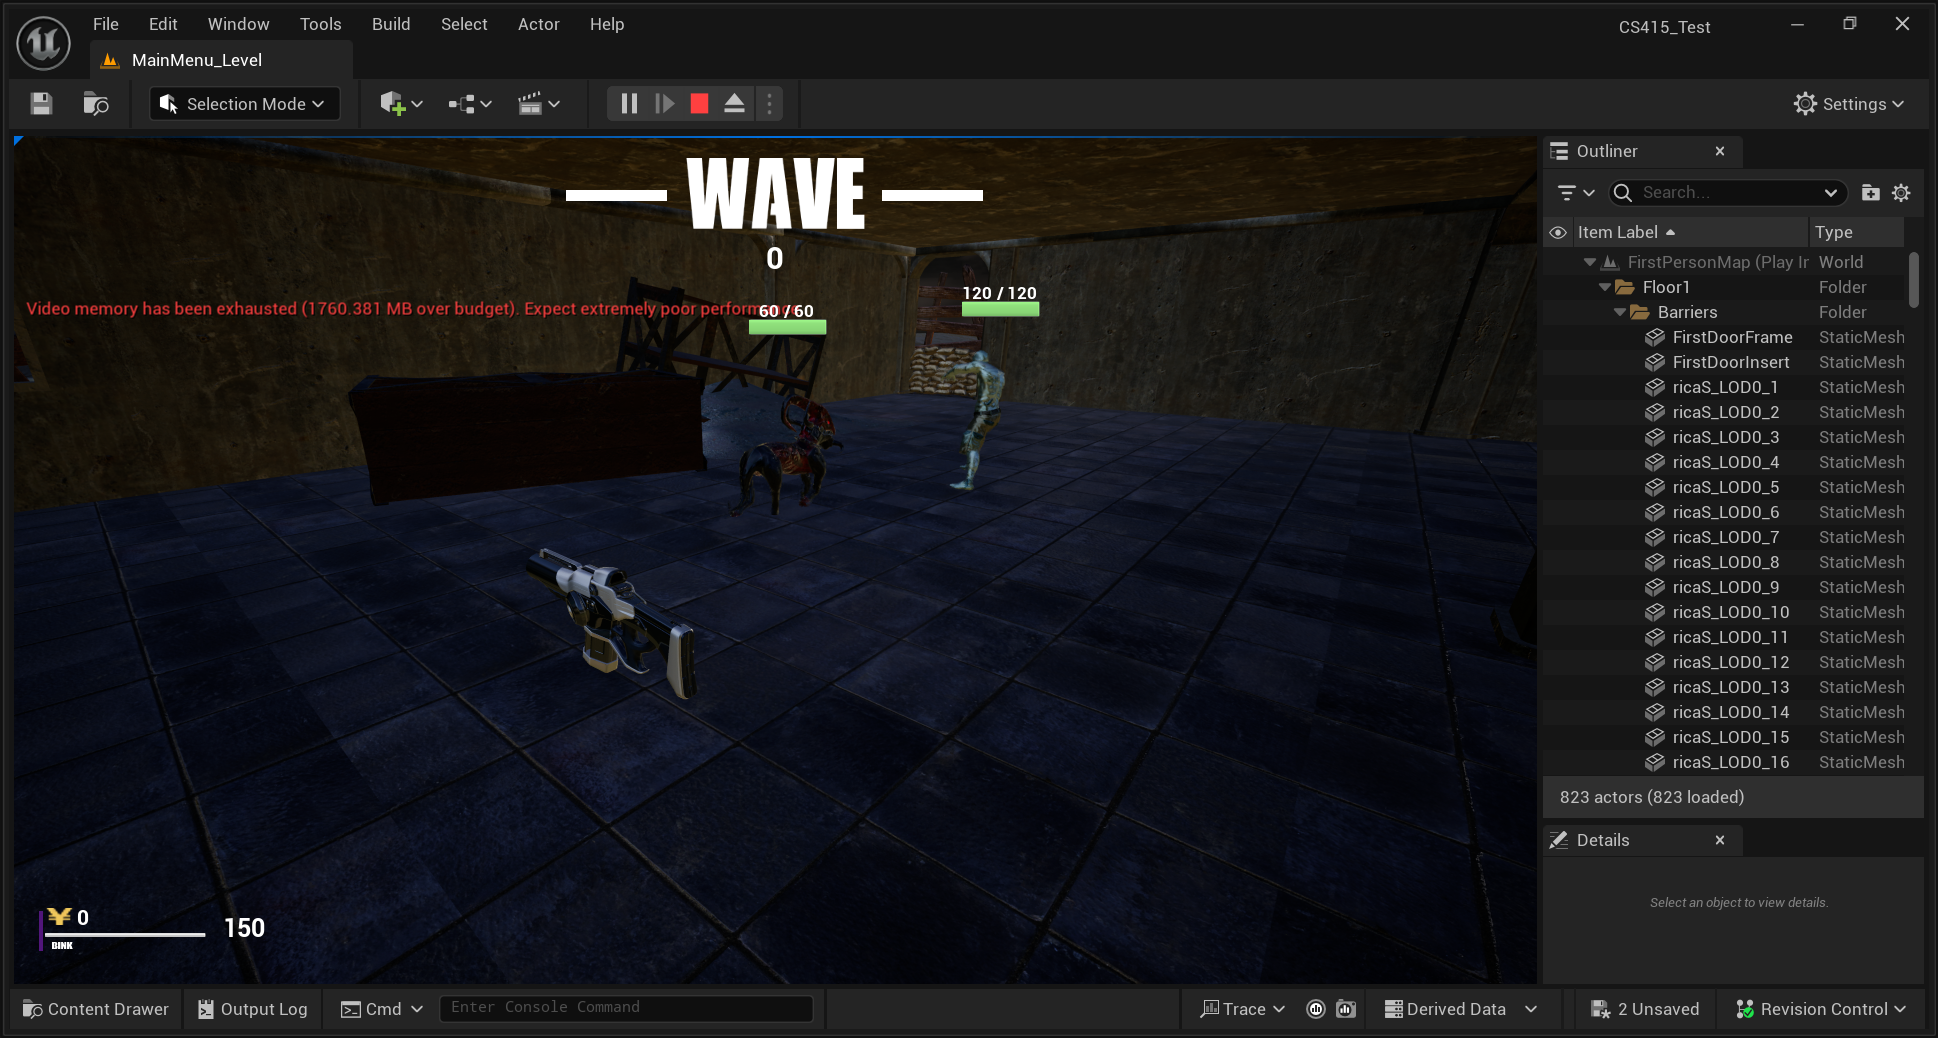 File Edit Window Tools Build Select Actor Help
CS415_Test
MainMenu_Level
Selection Mode
Settings
WAVE
0
Video memory has been exhausted (1760.381 MB over budget). Expect extremely poor
60 / 60
120 / 120
¥ 0
150
BINK
Outliner
Search...
Item Label Type
FirstPersonMap (Play Ir World
Floor1 Folder
Barriers Folder
FirstDoorFrame StaticMesh
FirstDoorInsert StaticMesh
ricaS_LOD0_1 StaticMesh
ricaS_LOD0_2 StaticMesh
ricaS_LOD0_3 StaticMesh
ricaS_LOD0_4 StaticMesh
ricaS_LOD0_5 StaticMesh
ricaS_LOD0_6 StaticMesh
ricaS_LOD0_7 StaticMesh
ricaS_LOD0_8 StaticMesh
ricaS_LOD0_9 StaticMesh
ricaS_LOD0_10 StaticMesh
ricaS_LOD0_11 StaticMesh
ricaS_LOD0_12 StaticMesh
ricaS_LOD0_13 StaticMesh
ricaS_LOD0_14 StaticMesh
ricaS_LOD0_15 StaticMesh
ricaS_LOD0_16 StaticMesh
823 actors (823 loaded)
Details
Select an object to view details.
Content Drawer Output Log Cmd Enter Console Command Trace Derived Data 2 Unsaved Revision Control